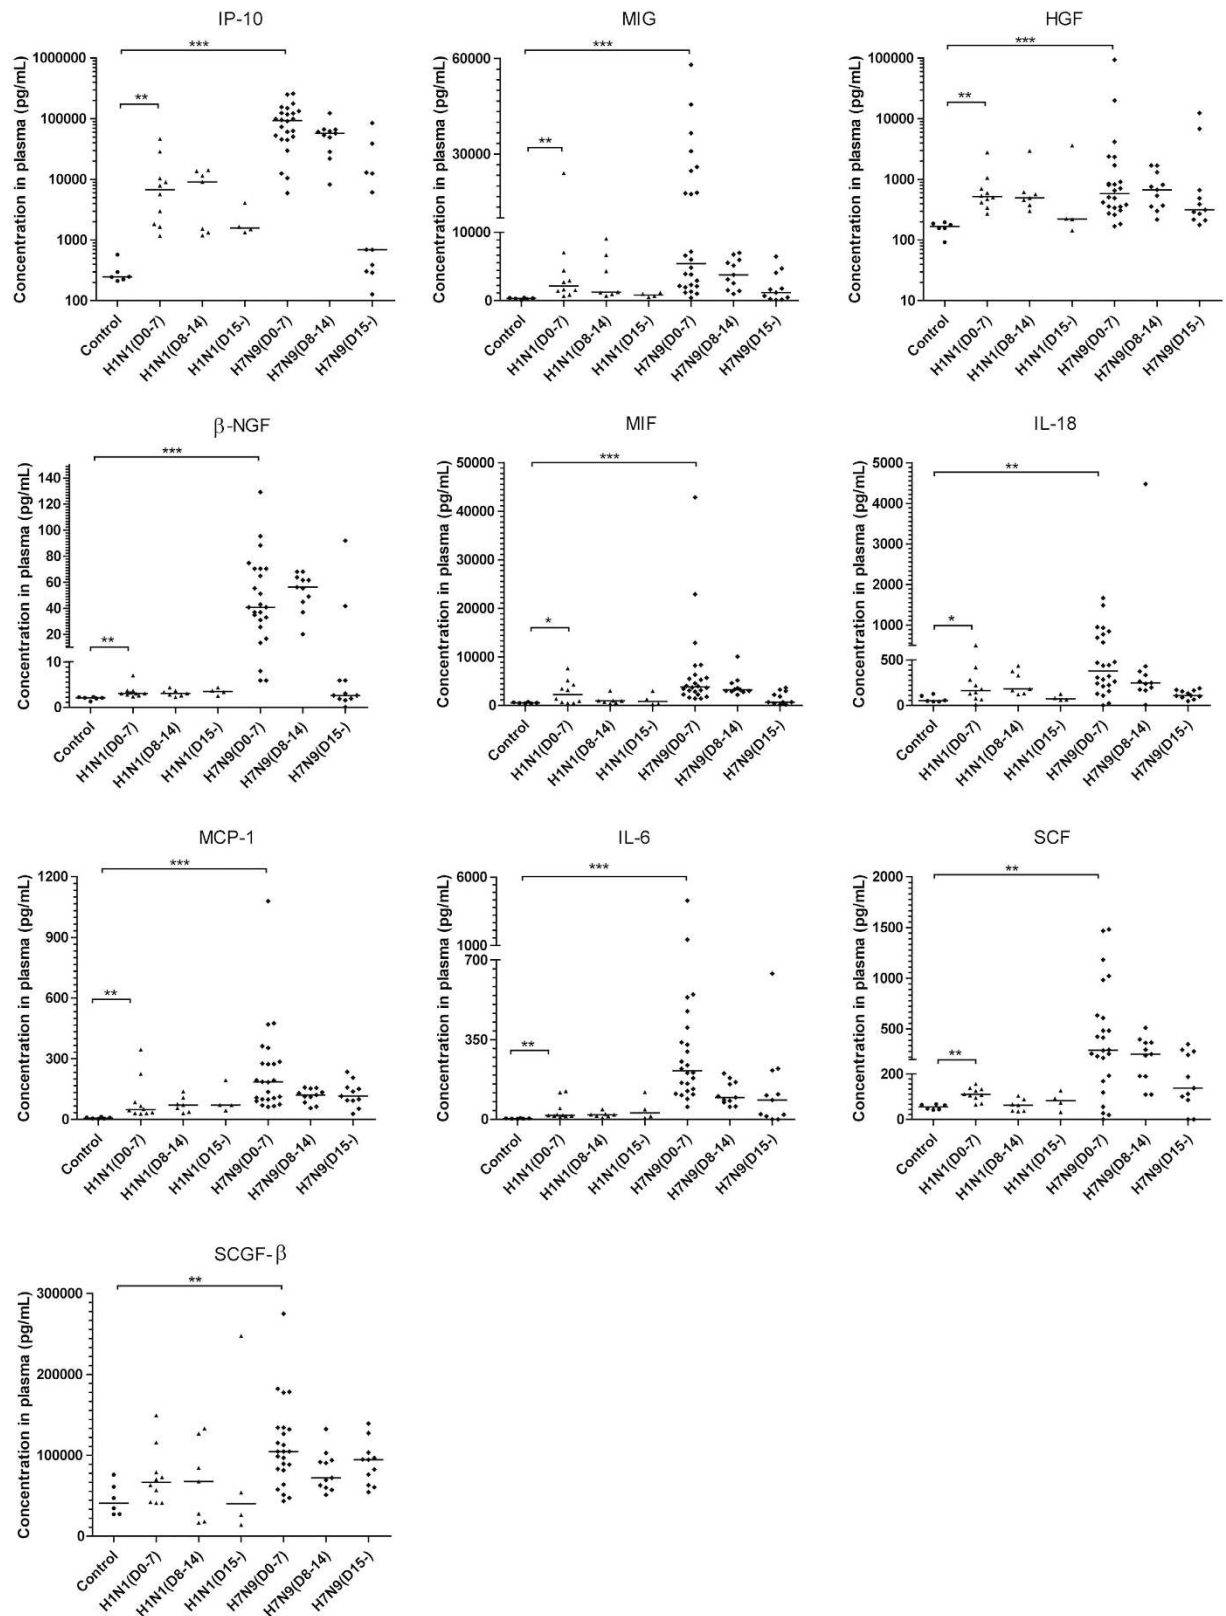 IP-10
Concentration in plasma (pg/mL)
1000000
100000
10000
1000
100
***
**
Control
H1N1(D0-7)
H1N1(D8-14)
H1N1(D15-)
H7N9(D0-7)
H7N9(D8-14)
H7N9(D15-)
MIG
Concentration in plasma (pg/mL)
60000
30000
10000
0
***
**
Control
H1N1(D0-7)
H1N1(D8-14)
H1N1(D15-)
H7N9(D0-7)
H7N9(D8-14)
H7N9(D15-)
HGF
Concentration in plasma (pg/mL)
100000
10000
1000
100
10
***
**
Control
H1N1(D0-7)
H1N1(D8-14)
H1N1(D15-)
H7N9(D0-7)
H7N9(D8-14)
H7N9(D15-)
β-NGF
Concentration in plasma (pg/mL)
140
120
100
80
60
40
20
10
0
***
**
Control
H1N1(D0-7)
H1N1(D8-14)
H1N1(D15-)
H7N9(D0-7)
H7N9(D8-14)
H7N9(D15-)
MIF
Concentration in plasma (pg/mL)
50000
40000
30000
20000
10000
0
***
*
Control
H1N1(D0-7)
H1N1(D8-14)
H1N1(D15-)
H7N9(D0-7)
H7N9(D8-14)
H7N9(D15-)
IL-18
Concentration in plasma (pg/mL)
5000
4000
3000
2000
1000
500
0
**
*
Control
H1N1(D0-7)
H1N1(D8-14)
H1N1(D15-)
H7N9(D0-7)
H7N9(D8-14)
H7N9(D15-)
MCP-1
Concentration in plasma (pg/mL)
1200
900
600
300
0
***
**
Control
H1N1(D0-7)
H1N1(D8-14)
H1N1(D15-)
H7N9(D0-7)
H7N9(D8-14)
H7N9(D15-)
IL-6
Concentration in plasma (pg/mL)
6000
1000
700
350
0
***
**
Control
H1N1(D0-7)
H1N1(D8-14)
H1N1(D15-)
H7N9(D0-7)
H7N9(D8-14)
H7N9(D15-)
SCF
Concentration in plasma (pg/mL)
2000
1500
1000
500
200
0
**
**
Control
H1N1(D0-7)
H1N1(D8-14)
H1N1(D15-)
H7N9(D0-7)
H7N9(D8-14)
H7N9(D15-)
SCGF-β
Concentration in plasma (pg/mL)
300000
200000
100000
0
**
Control
H1N1(D0-7)
H1N1(D8-14)
H1N1(D15-)
H7N9(D0-7)
H7N9(D8-14)
H7N9(D15-)